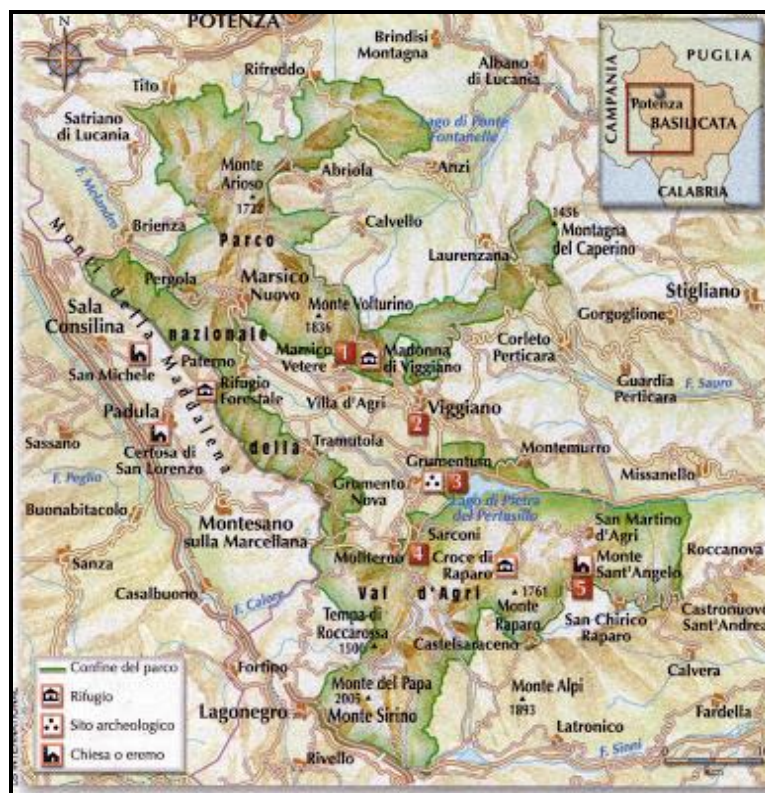 POTENZA
N
Brindisi
Montagna
Albano
di Lucania
Tito
Rifreddo
Satriano
di Lucania
Lago di Ponte
Fontanelle
Monte
Arioso
1722
Abriola
Anzi
F. Melandro
Brienza
Calvello
1436
Montagna
del Caperino
Laurenzana
Parco
Pergola
Marsico
Nuovo
Monte Volturino
1836
Stigliano
Gorgoglione
Monti della Maddalena
Sala
Consilina
nazionale
Marsico
Vetere
1
Madonna
di Viggiano
Corleto
Perticara
San Michele
Paterno
Rifugio
Forestale
Guardia
Perticara
F. Sauro
Padula
Villa d'Agri
Viggiano
2
Certosa di
San Lorenzo
della
Tramutola
Sassano
F. Peglio
Montemurro
Missanello
Grumentum
3
Grumento
Nova
Lago di Pietra
del Pertusillo
Buonabitacolo
Montesano
sulla Marcellana
Sarconi
San Martino
d'Agri
Moliterno
4
Croce di
Raparo
Monte
Sant'Angelo
5
Roccanova
Sanza
Casalbuono
F. Calore
Val d'Agri
1761
Monte
Raparo
San Chirico
Raparo
Castronuovo
Sant'Andrea
Tempa di
Roccarossa
1506
Castelsaraceno
Calvera
Fortino
Monte del Papa
2005
Monte Sirino
Monte Alpi
1893
Fardella
Lagonegro
Latronico
F. Sinni
Rivello
0
km
PUGLIA
CAMPANIA
Potenza
BASILICATA
CALABRIA
Confine del parco
Rifugio
Sito archeologico
Chiesa o eremo